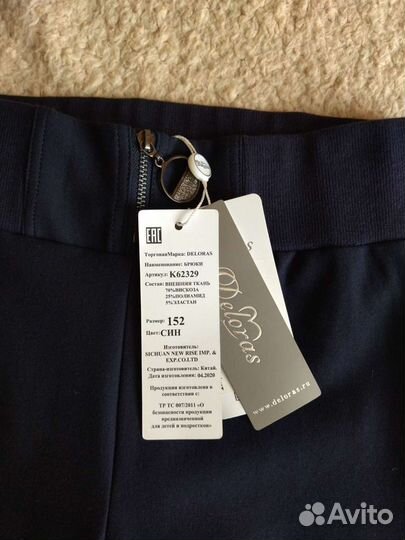 EAC
ТорговаяМарка: DELORAS
Наименование: БРЮКИ
Артикул: K62329
Состав: ВНЕШНЯЯ ТКАНЬ
70%ВИСКОЗА
25%ПОЛИАМИД
5%ЭЛАСТАН
Размер: 152
Цвет: СИН
Изготовитель:
SICHUAN NEW RISE IMP. &
EXP.CO.LTD
Страна-изготовитель: Китай.
Дата изготовления: 04.2020
Продукция изготовлена в
соответствии с:
ТР ТС 007/2011 «О
безопасности продукции
предназначенной
для детей и подростков»
Deloras
www.deloras.ru
Avito